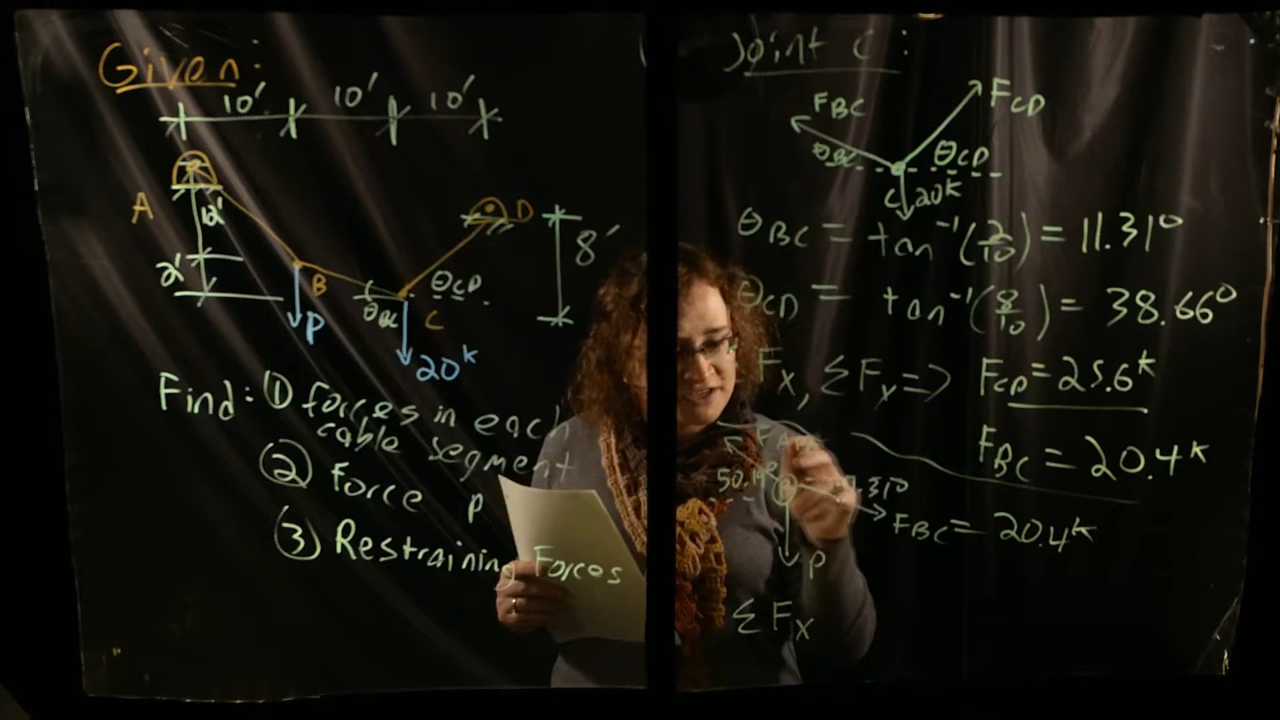 Given:
10' 10' 10'
A
12'
2'
B
P
θBC
C
θCD
D
8'
20k
Find: ① forces in each
cable segment
② Force P
③ Restraining Forces
Joint C:
FBC
FCD
θBC
θCD
C
20k
θBC = tan⁻¹(2/10) = 11.31°
θCD = tan⁻¹(8/10) = 38.66°
Fx, ΣFx => FCD = 25.6k
FBC = 20.4k
FBC = 20.4k
P
ΣFx